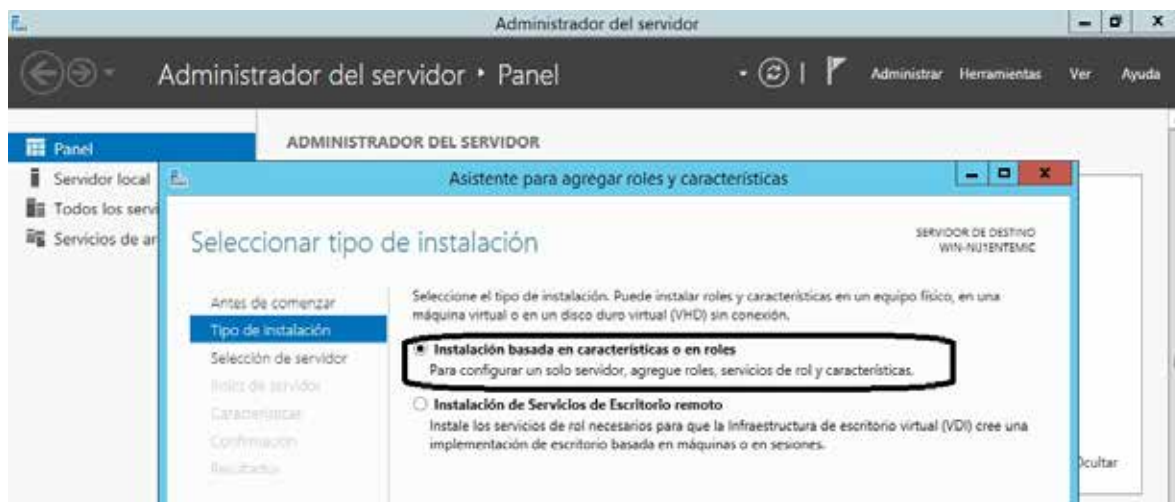 Administrador del servidor
Administrador del servidor • Panel
Administrar Herramientas Ver Ayuda
Panel
ADMINISTRADOR DEL SERVIDOR
Servidor local
Todos los servi
Servicios de ar
Asistente para agregar roles y características
Seleccionar tipo de instalación
SERVIDOR DE DESTINO
WIN-NU1ENTEMIC
Antes de comenzar
Tipo de instalación
Selección de servidor
Roles de servidor
Características
Confirmación
Resultados
Seleccione el tipo de instalación. Puede instalar roles y características en un equipo físico, en una
máquina virtual o en un disco duro virtual (VHD) sin conexión.
Instalación basada en características o en roles
Para configurar un solo servidor, agregue roles, servicios de rol y características.
Instalación de Servicios de Escritorio remoto
Instale los servicios de rol necesarios para que la Infraestructura de escritorio virtual (VDI) cree una
implementación de escritorio basada en máquinas o en sesiones.
Ocultar